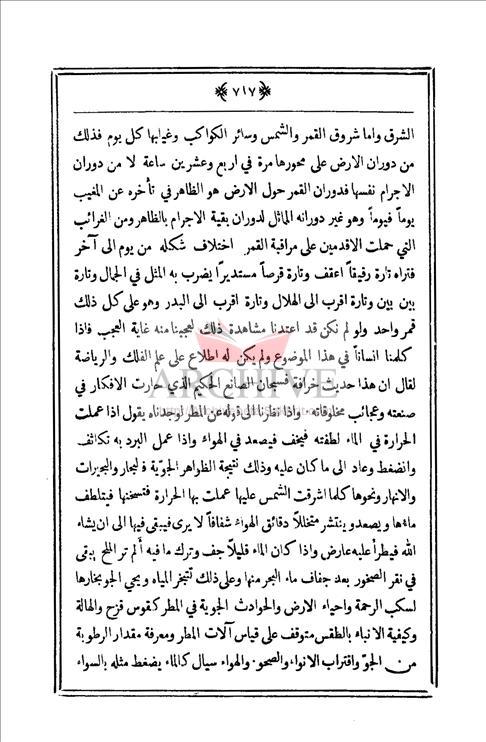 ﴿٧١٧﴾
الشرق واما شروق القمر والشمس وسائر الكواكب وغيابها كل يوم فذلك
من دوران الارض على محورها مرة في اربع وعشرين ساعة لا من دوران
الاجرام نفسها فدوران القمر حول الارض هو الظاهر في تأخره عن المغيب
يوماً فيوماً وهو غير دورانه المماثل لدوران بقية الاجرام بالظاهر ومن الغرائب
التي حملت الاقدمين على مراقبة القمر اختلاف شكله من يوم الى آخر
فتراه تارة رقيقاً اعقف وتارة قرصاً مستديراً يضرب به المثل في الجمال وتارة
بين بين وتارة اقرب الى الهلال وتارة اقرب الى البدر وهو على كل ذلك
قمر واحد ولو لم نكن قد اعتدنا مشاهدة ذلك لعجبنا منه غاية العجب فاذا
كلمنا انساناً في هذا الموضوع ولم يكن له اطلاع على علم الفلك والرياضة
لقال ان هذا حديث خرافة فسبحان الصانع الحكيم الذي حارت الافكار في
صنعته وعجائب مخلوقاته واذا نظرنا الى قوله عن المطر لوجدناه يقول اذا عملت
الحرارة في الماء لطفته فيخف فيصعد في الهواء واذا عمل البرد به تكاثف
وانضغط وعاد الى ما كان عليه وذلك نتيجة الظواهر الجوية فالبحار والبحيرات
والانهار ونحوها كلما اشرقت الشمس عليها عملت بها الحرارة فتسخنها فيتلطف
ماءها ويصعد وينتشر متخللاً دقائق الهواء شفافاً لا يرى فيبقى فيها الى ان يشاء
الله فيطرأ عليه عارض واذا كان الماء قليلاً جف وترك ما فيه ألم تر الملح يبقى
في نقر الصخور بعد جفاف ماء البحر منها وعلى ذلك تتبخر المياه ويحيي الجو بخارها
لسكب الرحمة واحياء الارض والحوادث الجوية في المطر كقوس قزح والهالة
وكيفية الانباء بالطقس متوقف على قياس آلات المطر ومعرفة مقدار الرطوبة
من الجو واقتراب الانواء والصحو والهواء سيال كالماء يضغط مثله بالسواء
ARCHIVE